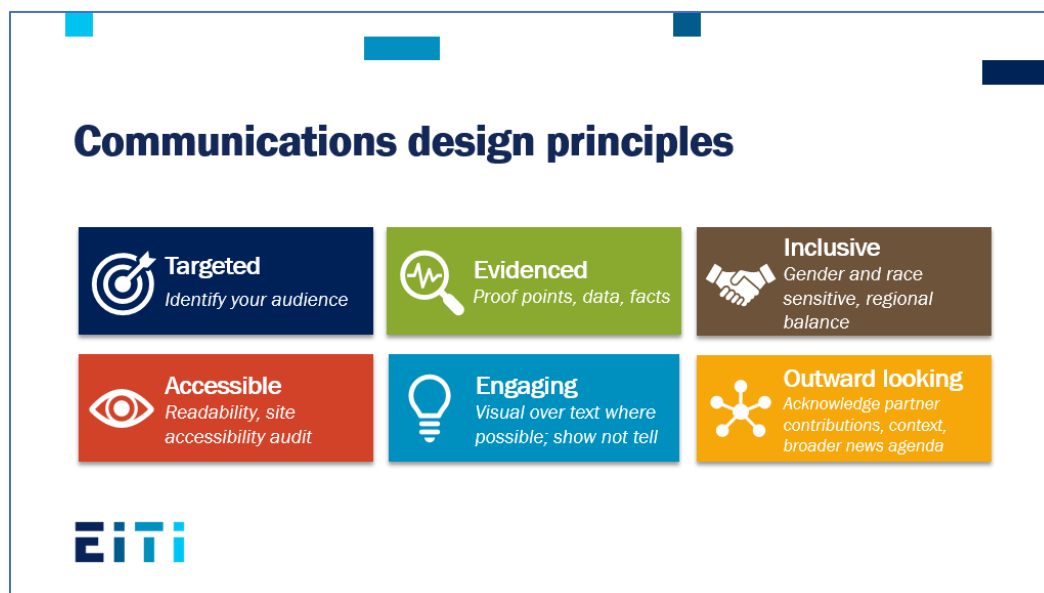 Communications design principles
Targeted
Identify your audience
Evidenced
Proof points, data, facts
Inclusive
Gender and race
sensitive, regional
balance
Accessible
Readability, site
accessibility audit
Engaging
Visual over text where
possible; show not tell
Outward looking
Acknowledge partner
contributions, context,
broader news agenda
EiTi